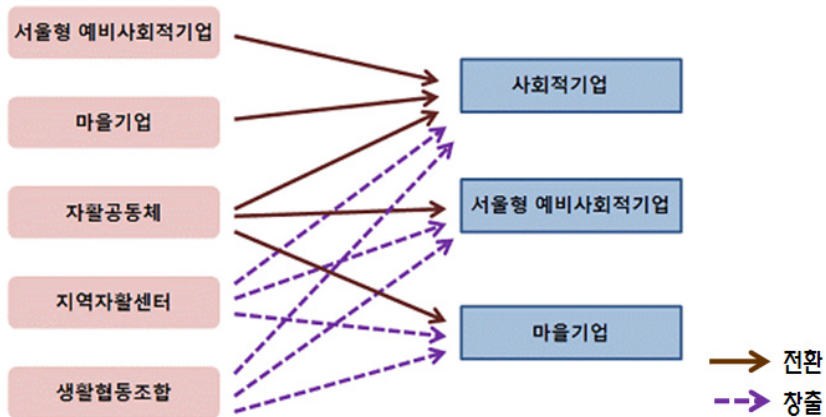 서울형 예비사회적기업
마을기업
자활공동체
지역자활센터
생활협동조합
사회적기업
서울형 예비사회적기업
마을기업
전환
창출